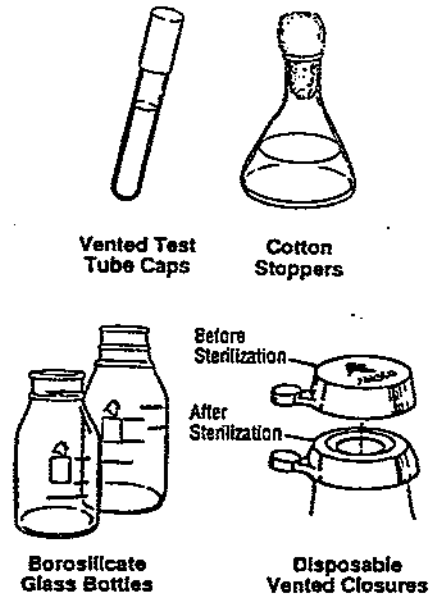 Vented Test
Tube Caps
Cotton
Stoppers
Before
Sterilization
After
Sterilization
Borosilicate
Glass Bottles
Disposable
Vented Closures